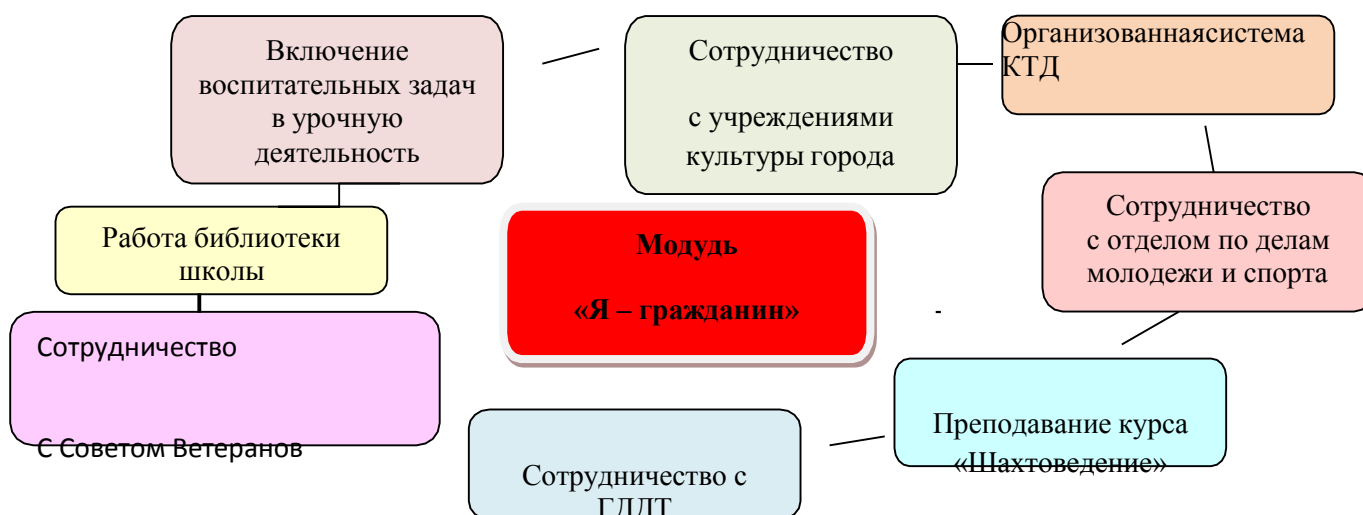 Включение
воспитательных задач
в урочную
деятельность
Сотрудничество
с учреждениями
культуры города
Организованнаясистема
КТД
Работа библиотеки
школы
Модудь
«Я – гражданин»
Сотрудничество
с отделом по делам
молодежи и спорта
Сотрудничество
С Советом Ветеранов
Преподавание курса
«Шахтоведение»
Сотрудничество с